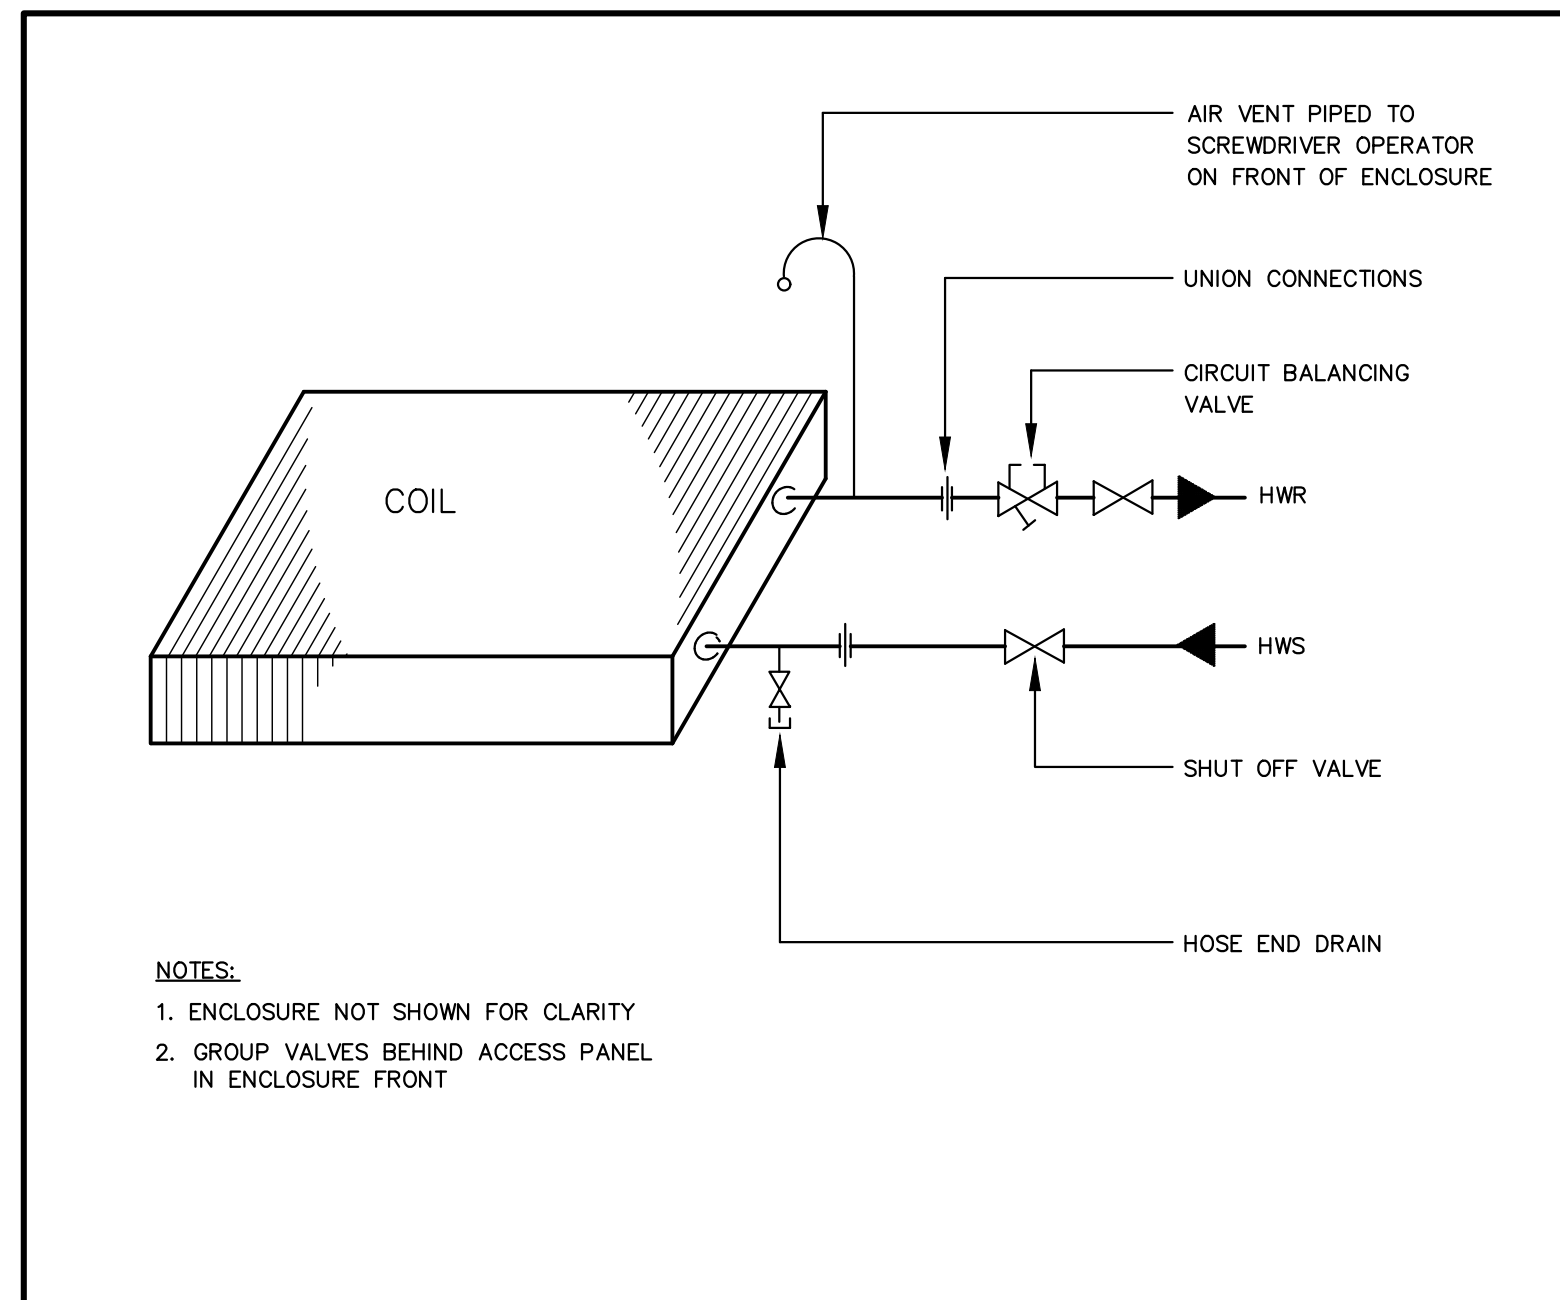 AIR VENT PIPED TO
SCREWDRIVER OPERATOR
ON FRONT OF ENCLOSURE
UNION CONNECTIONS
CIRCUIT BALANCING
VALVE
COIL
HWR
HWS
SHUT OFF VALVE
HOSE END DRAIN
NOTES:
1. ENCLOSURE NOT SHOWN FOR CLARITY
2. GROUP VALVES BEHIND ACCESS PANEL
IN ENCLOSURE FRONT